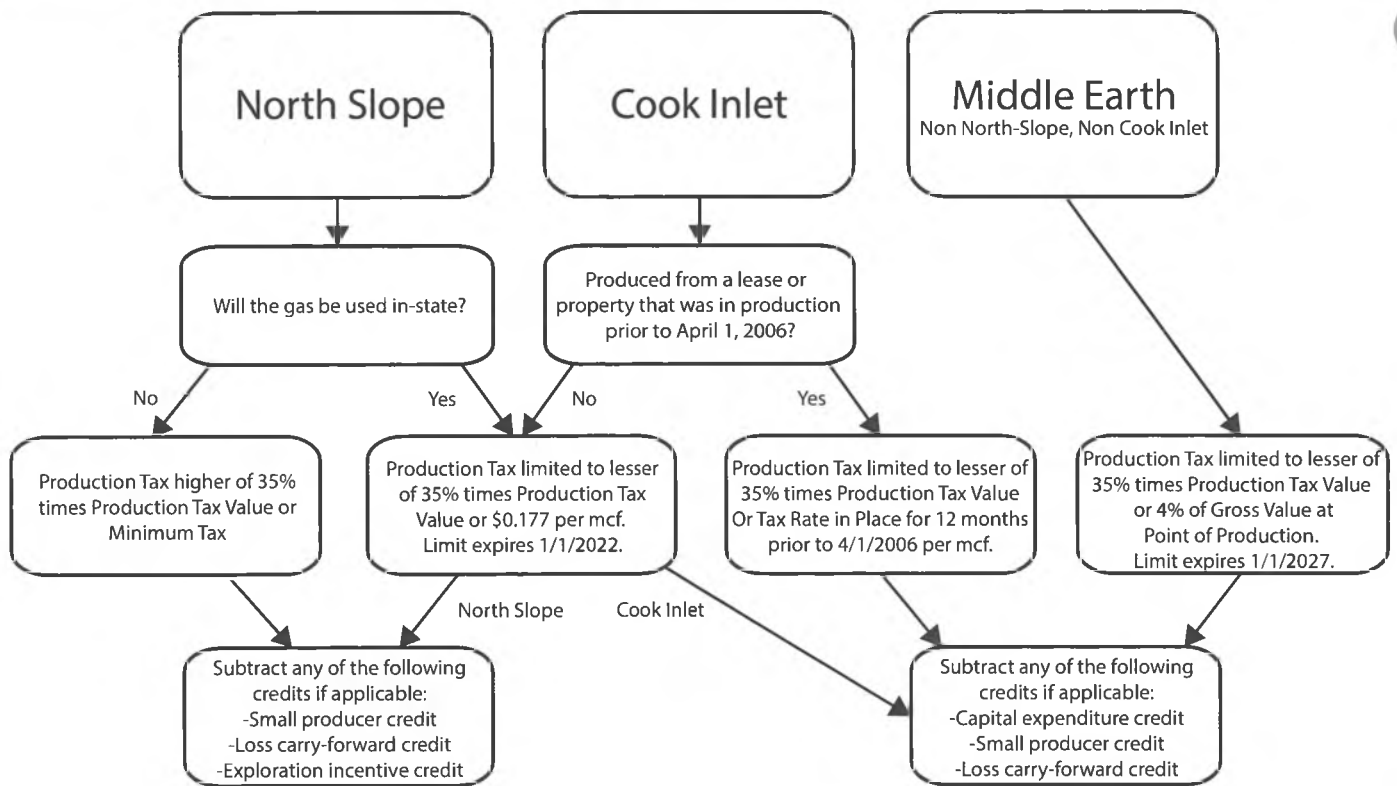 North Slope
Cook Inlet
Middle Earth
Non North-Slope, Non Cook Inlet
Will the gas be used in-state?
Produced from a lease or
property that was in production
prior to April 1, 2006?
No
Yes
No
Yes
Production Tax higher of 35%
times Production Tax Value or
Minimum Tax
Production Tax limited to lesser
of 35% times Production Tax
Value or $0.177 per mcf.
Limit expires 1/1/2022.
Production Tax limited to lesser of
35% times Production Tax Value
Or Tax Rate in Place for 12 months
prior to 4/1/2006 per mcf.
Production Tax limited to lesser of
35% times Production Tax Value
or 4% of Gross Value at
Point of Production.
Limit expires 1/1/2027.
North Slope
Cook Inlet
Subtract any of the following
credits if applicable:
-Small producer credit
-Loss carry-forward credit
-Exploration incentive credit
Subtract any of the following
credits if applicable:
-Capital expenditure credit
-Small producer credit
-Loss carry-forward credit